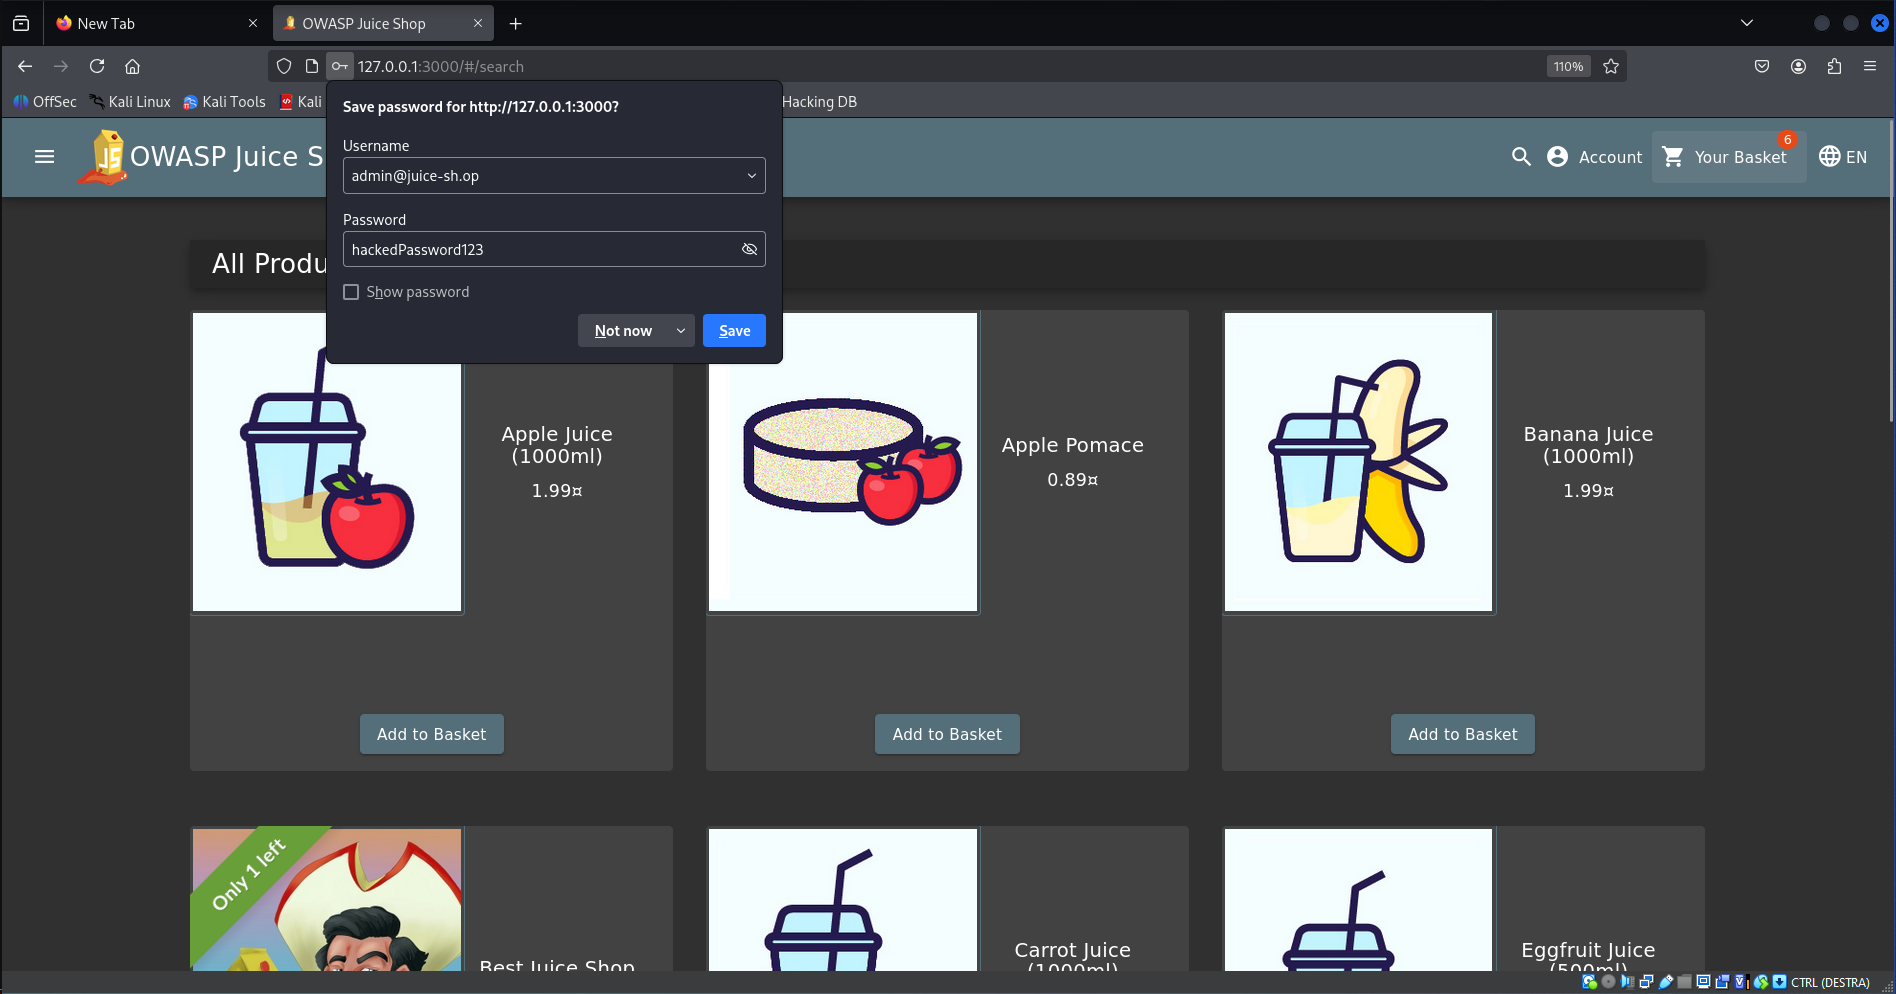 New Tab
OWASP Juice Shop
127.0.0.1:3000/#/search
110%
OffSec
Kali Linux
Kali Tools
Kali
Hacking DB
Save password for http://127.0.0.1:3000?
Username
admin@juice-sh.op
Password
hackedPassword123
Show password
Not now
Save
OWASP Juice S
Account
Your Basket
6
EN
All Produ
Apple Juice
(1000ml)
1.99¤
Add to Basket
Apple Pomace
0.89¤
Add to Basket
Banana Juice
(1000ml)
1.99¤
Add to Basket
Only 1 left
Best Juice Shop
Carrot Juice
(1000ml)
Eggfruit Juice
(500ml)
CTRL (DESTRA)